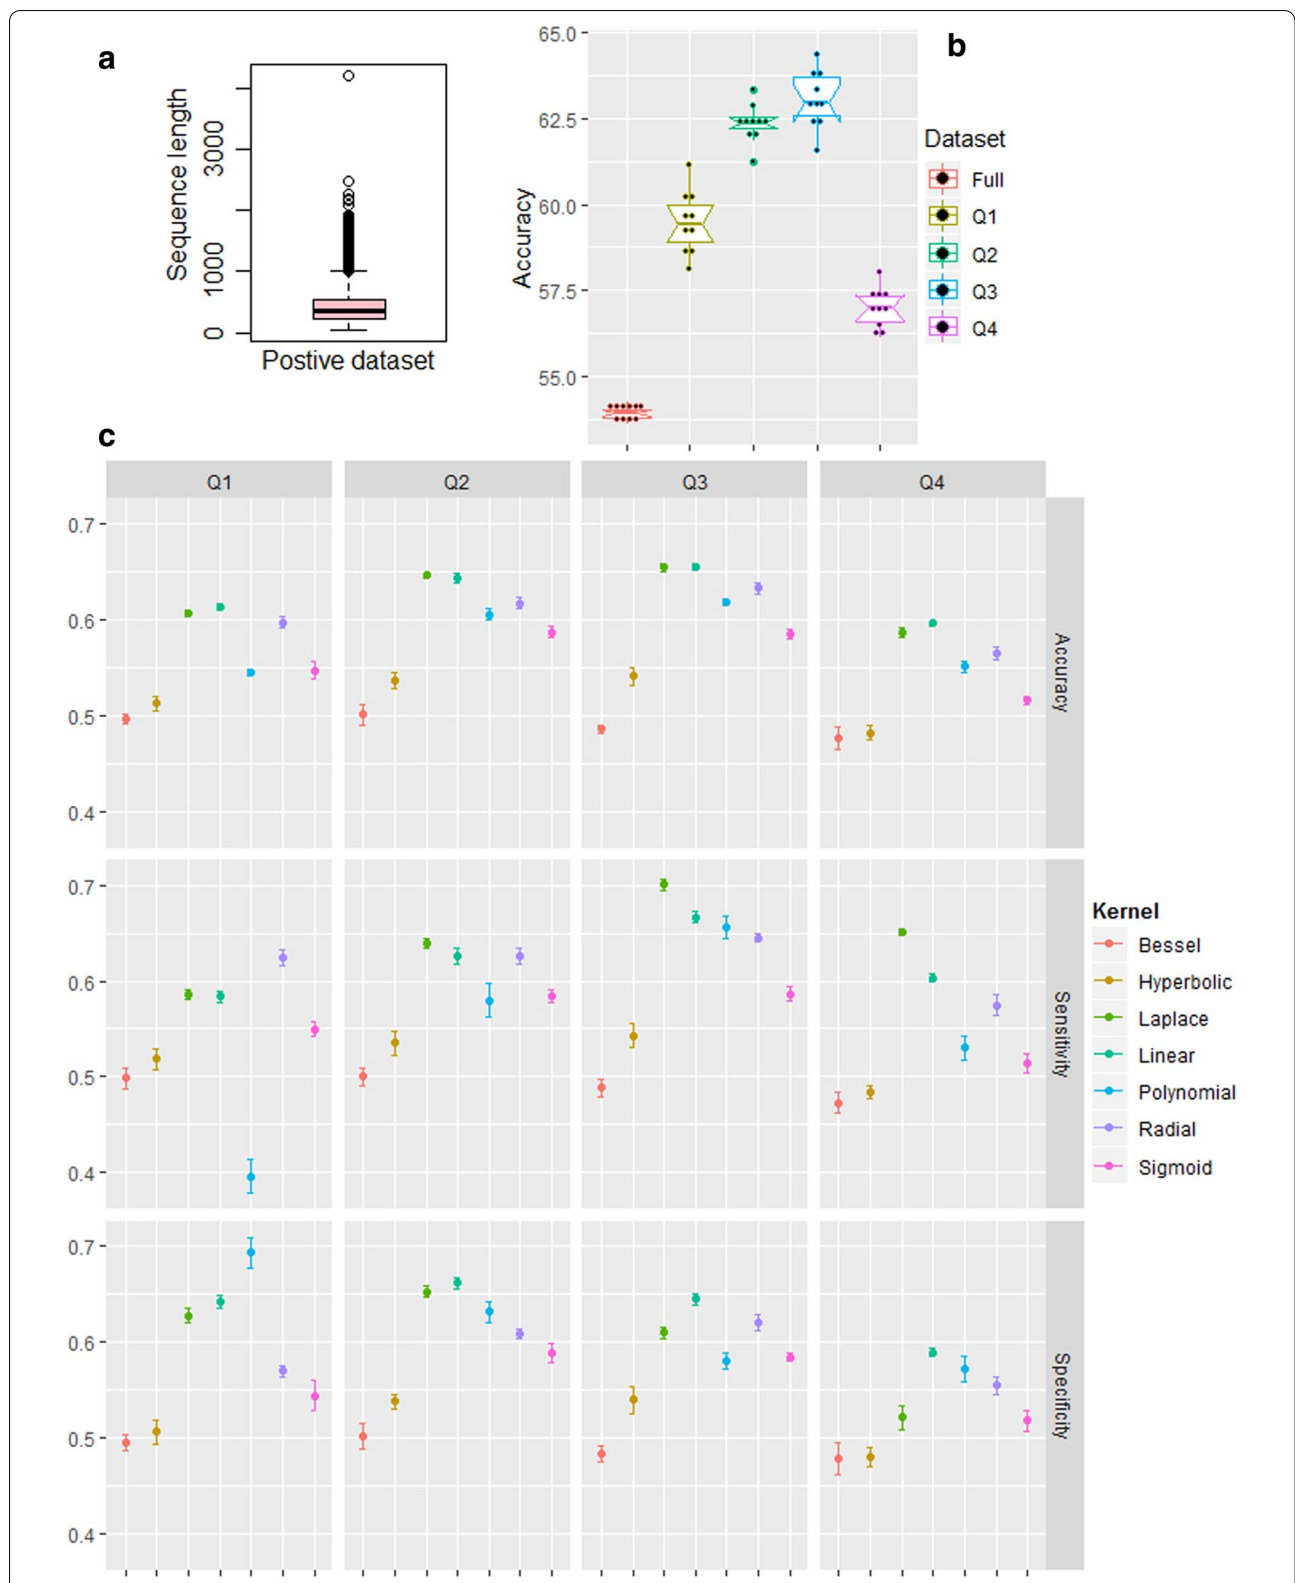 a
Sequence length
3000
1000
0
Postive dataset
b
65.0
62.5
60.0
57.5
55.0
Accuracy
Dataset
Full
Q1
Q2
Q3
Q4
c
Q1 Q2 Q3 Q4
0.7
0.6
0.5
0.4
Accuracy
0.7
0.6
0.5
0.4
Sensitivity
0.7
0.6
0.5
0.4
Specificity
Kernel
Bessel
Hyperbolic
Laplace
Linear
Polynomial
Radial
Sigmoid